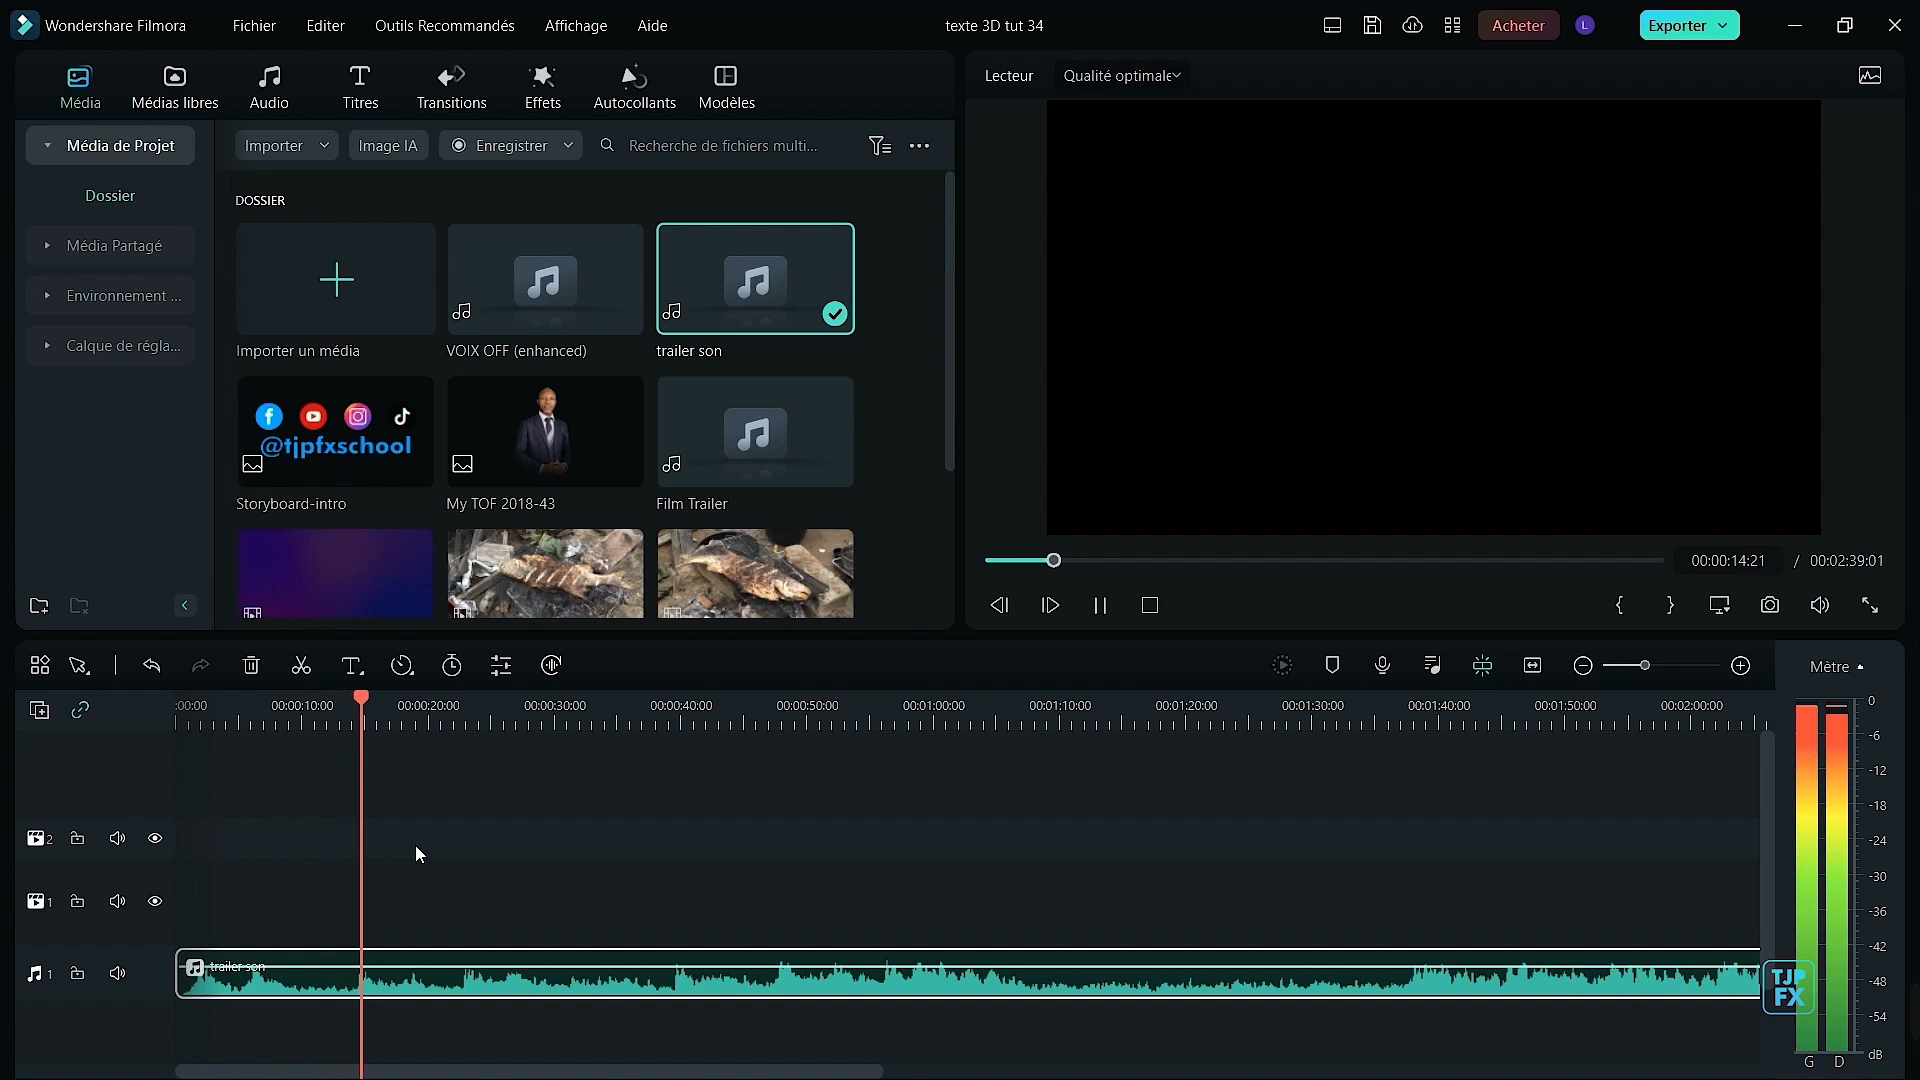 Wondershare Filmora Fichier Editer Outils Recommandés Affichage Aide texte 3D tut 34 Acheter L Exporter
Média Médias libres Audio Titres Transitions Effets Autocollants Modèles
Lecteur Qualité optimale
Média de Projet
Dossier
Média Partagé
Environnement ...
Calque de régla...
Importer Image IA Enregistrer Recherche de fichiers multi...
DOSSIER
Importer un média VOIX OFF (enhanced) trailer son
@tjpfxschool
Storyboard-intro My TOF 2018-43 Film Trailer
00:00:14:21 / 00:02:39:01
{ }
Mètre
:00:00 00:00:10:00 00:00:20:00 00:00:30:00 00:00:40:00 00:00:50:00 00:01:00:00 00:01:10:00 00:01:20:00 00:01:30:00 00:01:40:00 00:01:50:00 00:02:00:00
2
1
1
trailer son
TJP
FX
0
-6
-12
-18
-24
-30
-36
-42
-48
-54
dB
G D